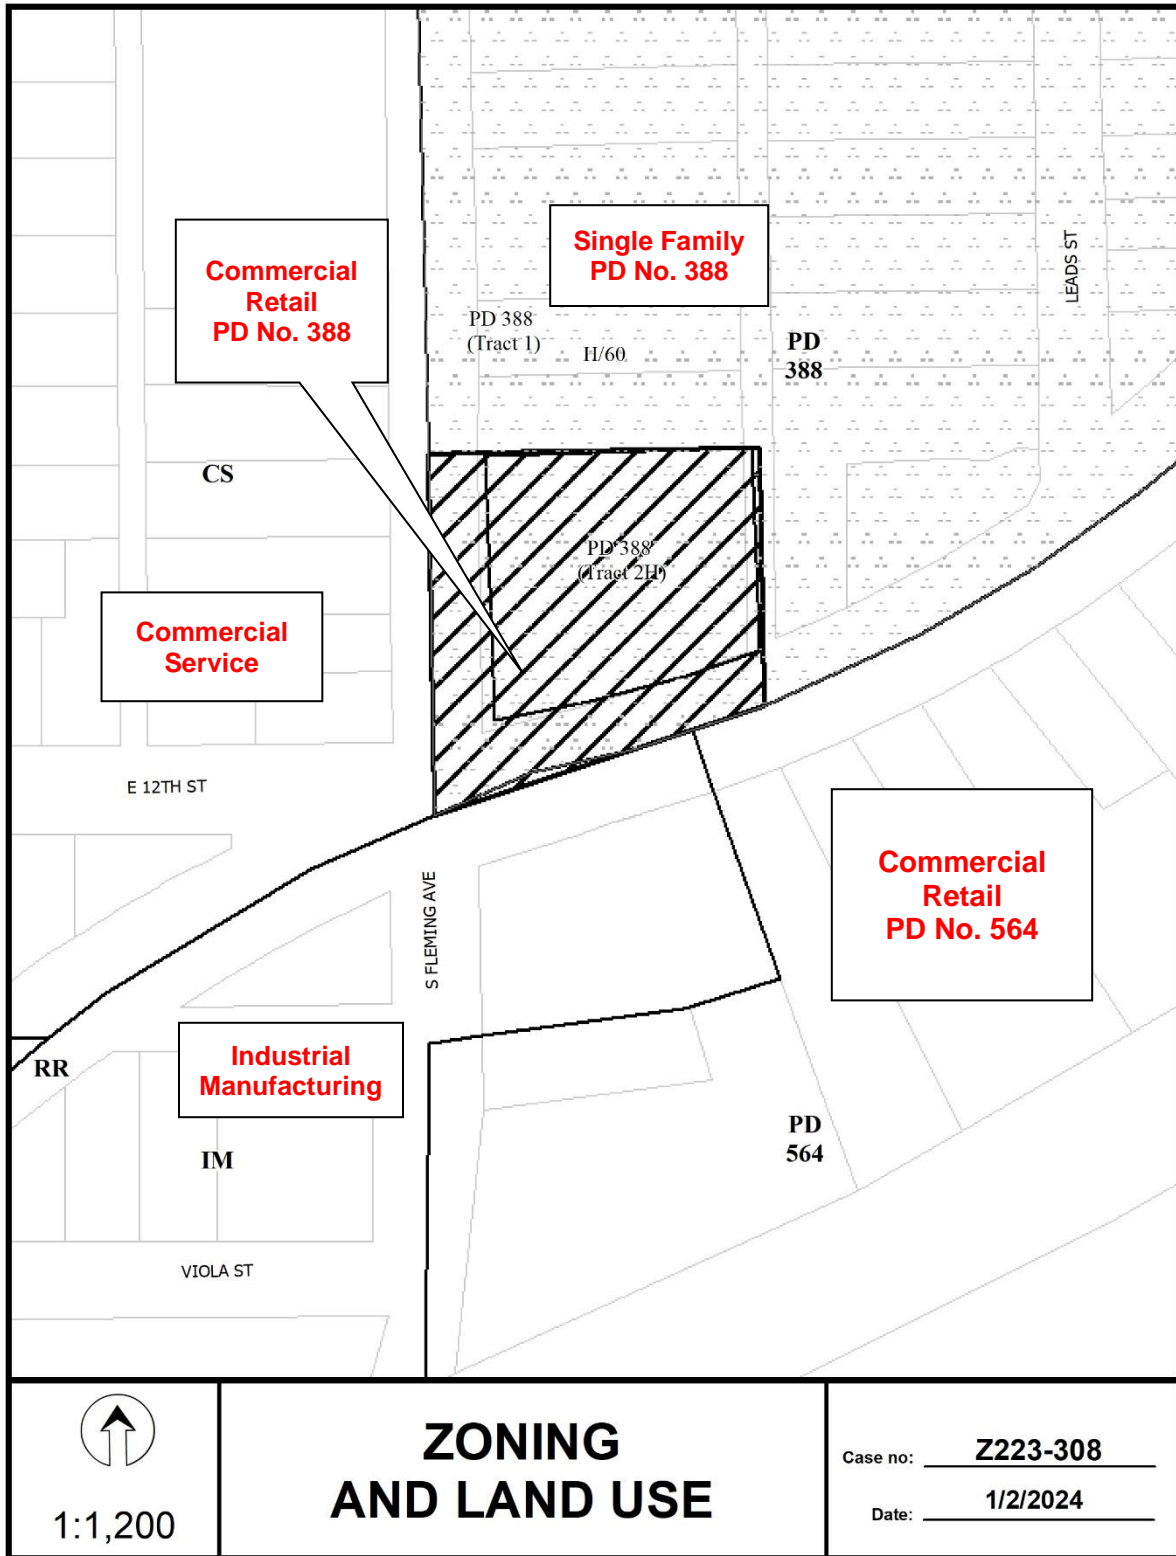 Single Family
PD No. 388
Commercial
Retail
PD No. 388
LEADS ST
PD 388
(Tract 1)
H/60
PD
388
CS
PD 388
(Tract 2H)
Commercial
Service
E 12TH ST
S FLEMING AVE
Commercial
Retail
PD No. 564
Industrial
Manufacturing
RR
IM
PD
564
VIOLA ST
1:1,200
ZONING
AND LAND USE
Case no: Z223-308
Date: 1/2/2024